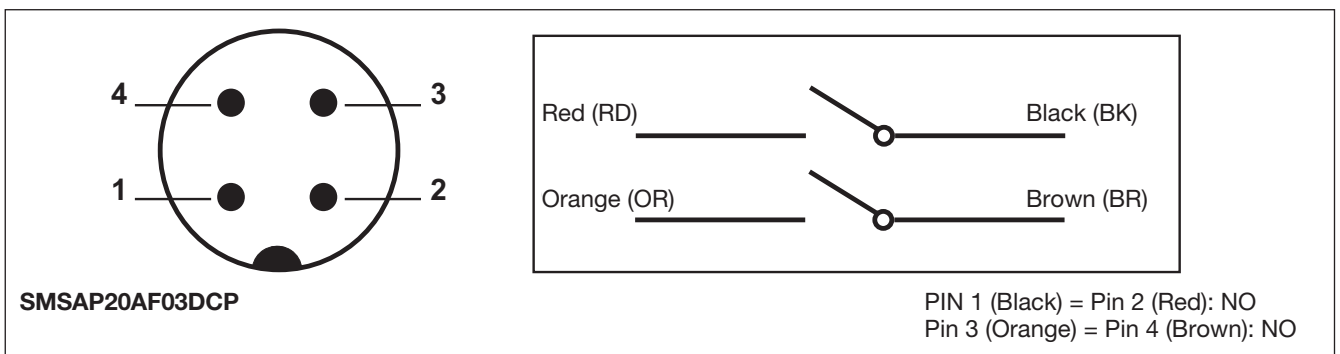 4
3
1
2
Red (RD)
Black (BK)
Orange (OR)
Brown (BR)
SMSAP20AF03DCP
PIN 1 (Black) = Pin 2 (Red): NO
Pin 3 (Orange) = Pin 4 (Brown): NO